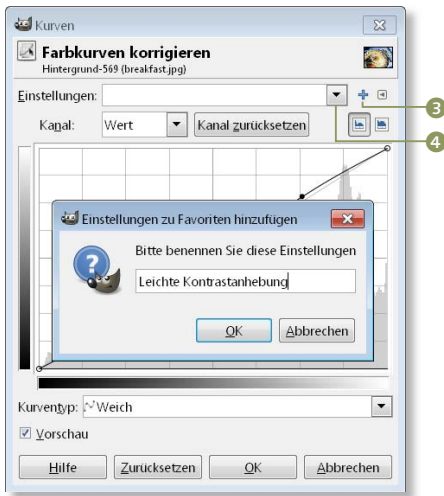 Kurven
Farbkurven korrigieren
Hintergrund-569 (breakfast.jpg)
Einstellungen:
3
Kanal: Wert Kanal zurücksetzen
4
Einstellungen zu Favoriten hinzufügen
Bitte benennen Sie diese Einstellungen
Leichte Kontrastanhebung
OK Abbrechen
Kurventyp: Weich
Vorschau
Hilfe Zurücksetzen OK Abbrechen